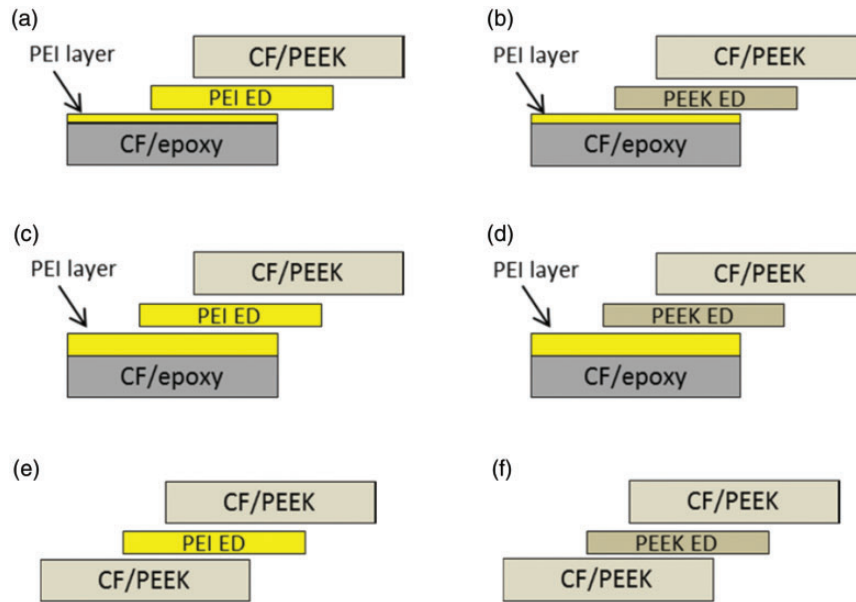 (a)
PEI layer
CF/PEEK
PEI ED
CF/epoxy
(b)
PEI layer
CF/PEEK
PEEK ED
CF/epoxy
(c)
PEI layer
CF/PEEK
PEI ED
CF/epoxy
(d)
PEI layer
CF/PEEK
PEEK ED
CF/epoxy
(e)
CF/PEEK
PEI ED
CF/PEEK
(f)
CF/PEEK
PEEK ED
CF/PEEK